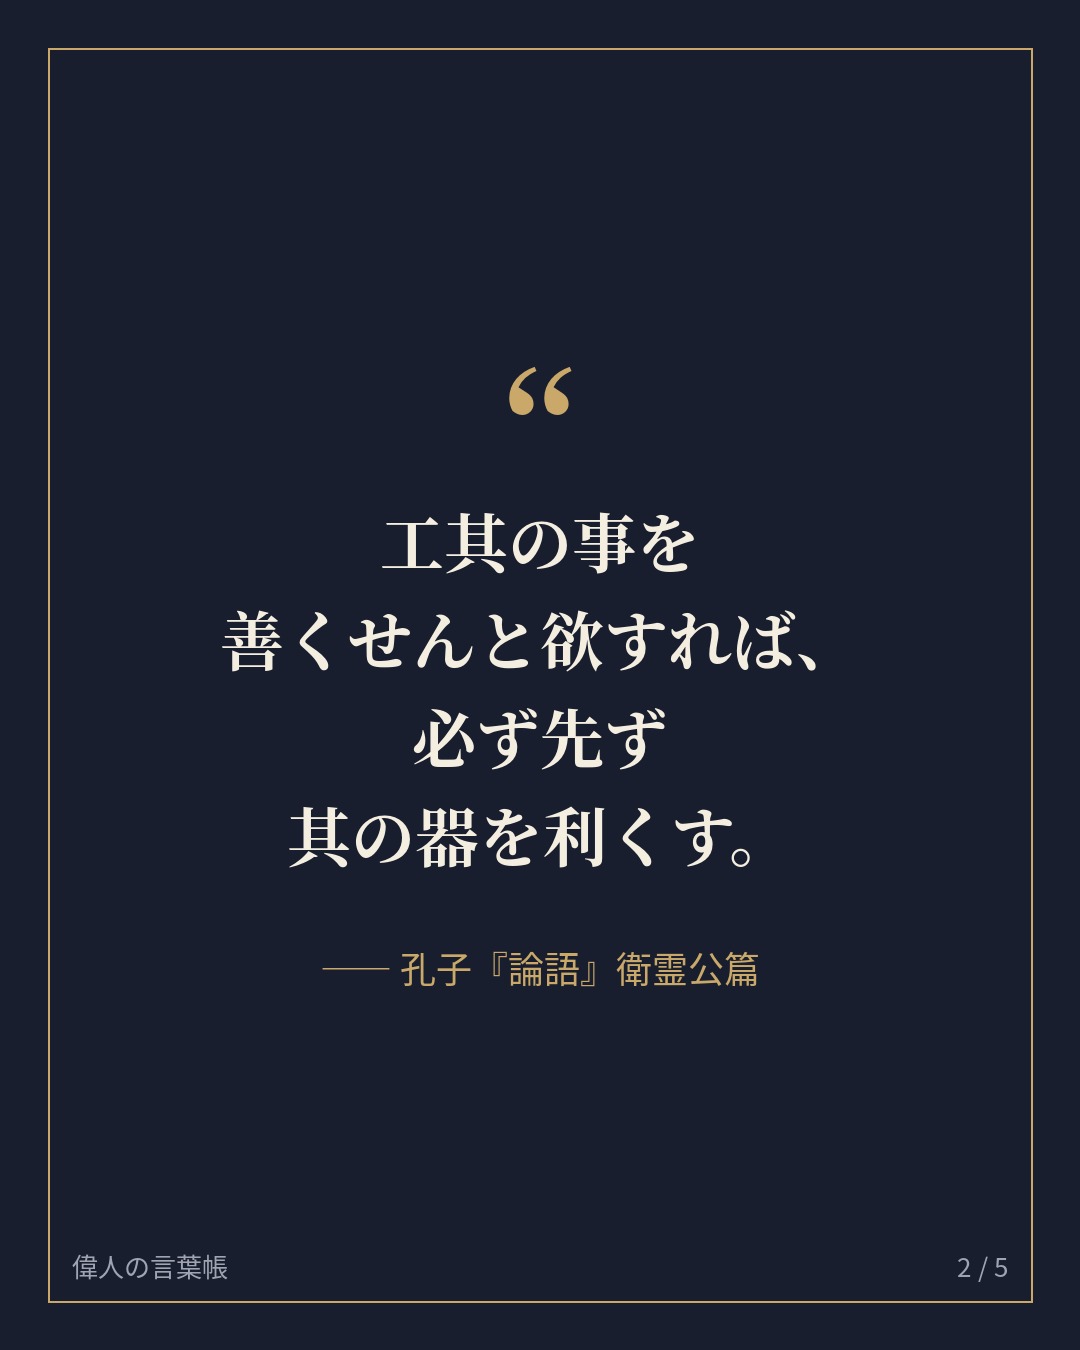 “
工其の事を
善くせんと欲すれば、
必ず先ず
其の器を利くす。
—— 孔子『論語』衛霊公篇
偉人の言葉帳
2 / 5